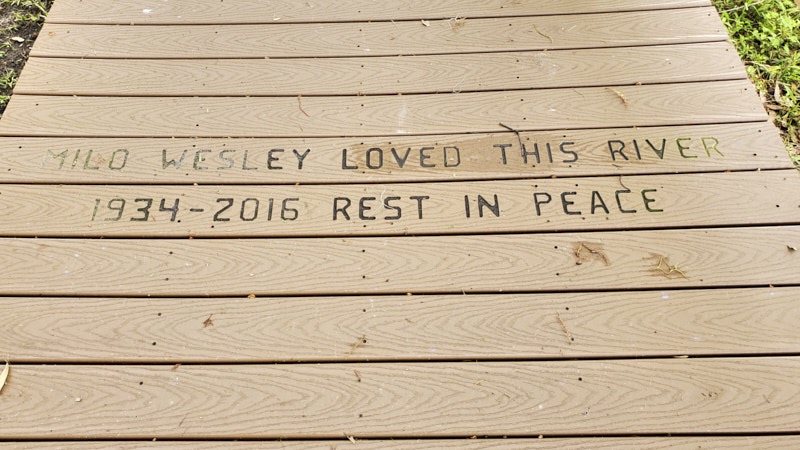 MILO WESLEY LOVED THIS RIVER
1934-2016 REST IN PEACE